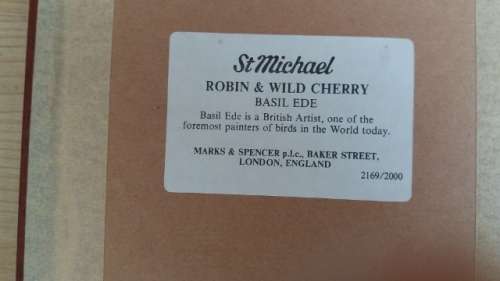 St Michael
ROBIN & WILD CHERRY
BASIL EDE
Basil Ede is a British Artist, one of the
foremost painters of birds in the World today.
MARKS & SPENCER p.l.c., BAKER STREET,
LONDON, ENGLAND
2169/2000